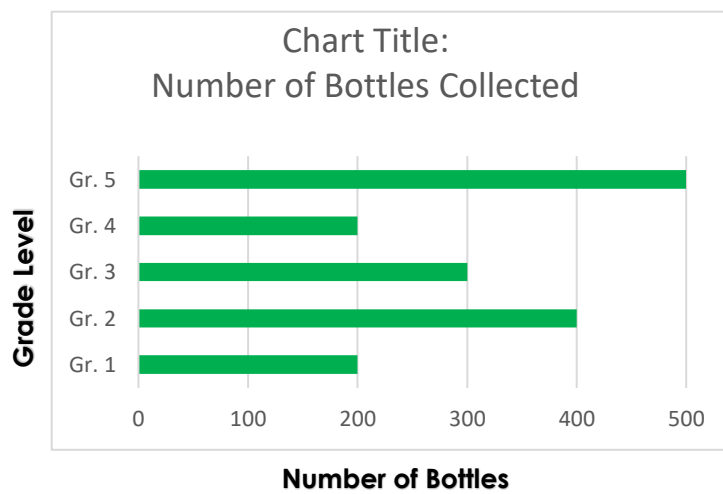 Chart Title:
Number of Bottles Collected
Grade Level
Gr. 5
Gr. 4
Gr. 3
Gr. 2
Gr. 1
0 100 200 300 400 500
Number of Bottles